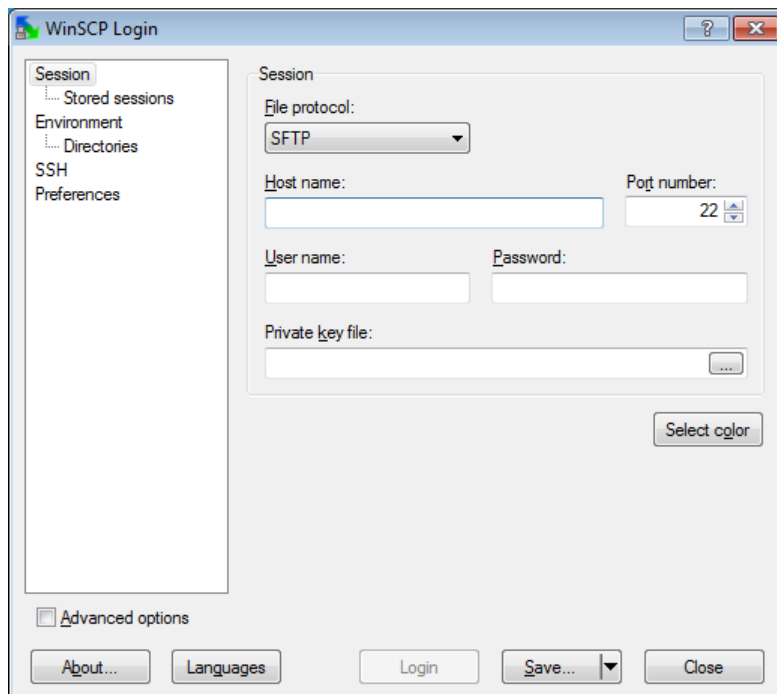 WinSCP Login
Session
Stored sessions
Environment
Directories
SSH
Preferences
Session
File protocol:
SFTP
Host name: Port number:
22
User name: Password:
Private key file:
...
Select color
Advanced options
About... Languages Login Save... Close